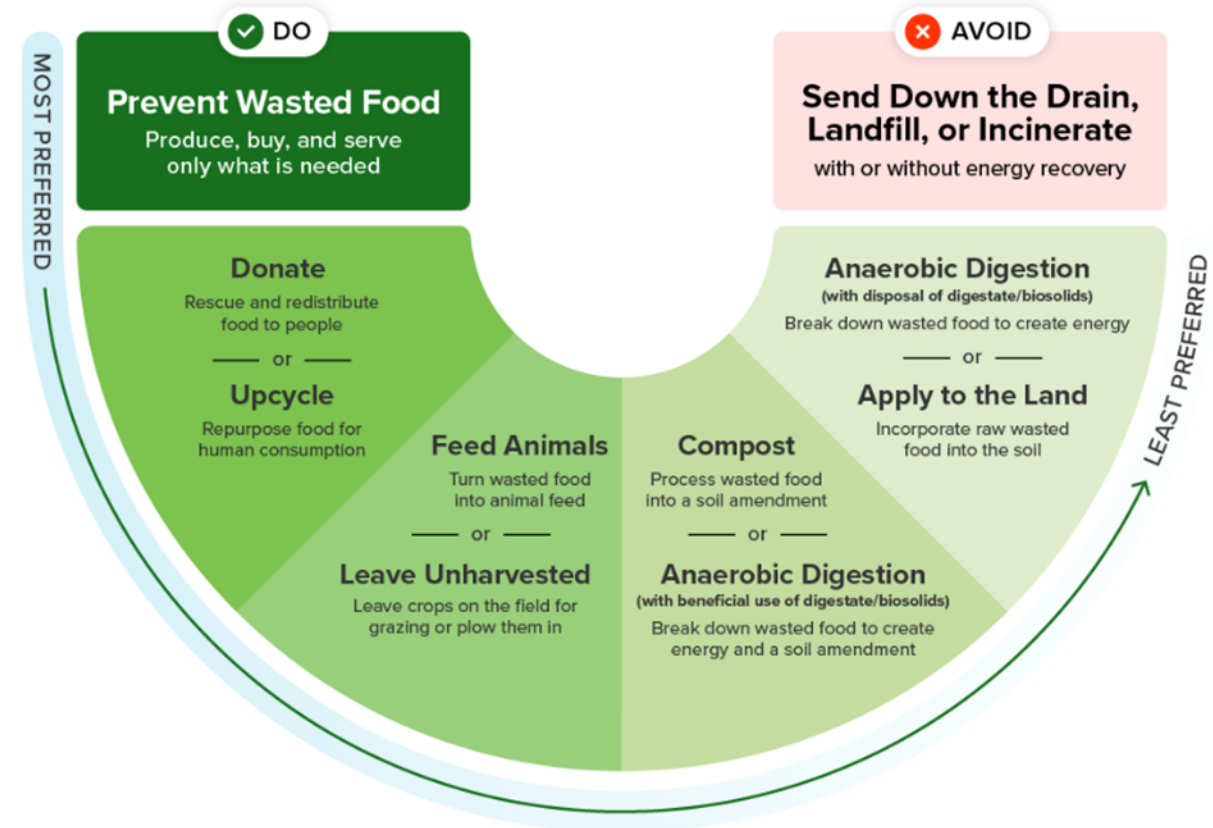 DO
Prevent Wasted Food
Produce, buy, and serve
only what is needed
AVOID
Send Down the Drain,
Landfill, or Incinerate
with or without energy recovery
MOST PREFERRED
Donate
Rescue and redistribute
food to people
or
Upcycle
Repurpose food for
human consumption
Feed Animals
Turn wasted food
into animal feed
or
Leave Unharvested
Leave crops on the field for
grazing or plow them in
Compost
Process wasted food
into a soil amendment
or
Anaerobic Digestion
(with beneficial use of digestate/biosolids)
Break down wasted food to create
energy and a soil amendment
Anaerobic Digestion
(with disposal of digestate/biosolids)
Break down wasted food to create energy
or
Apply to the Land
Incorporate raw wasted
food into the soil
LEAST PREFERRED